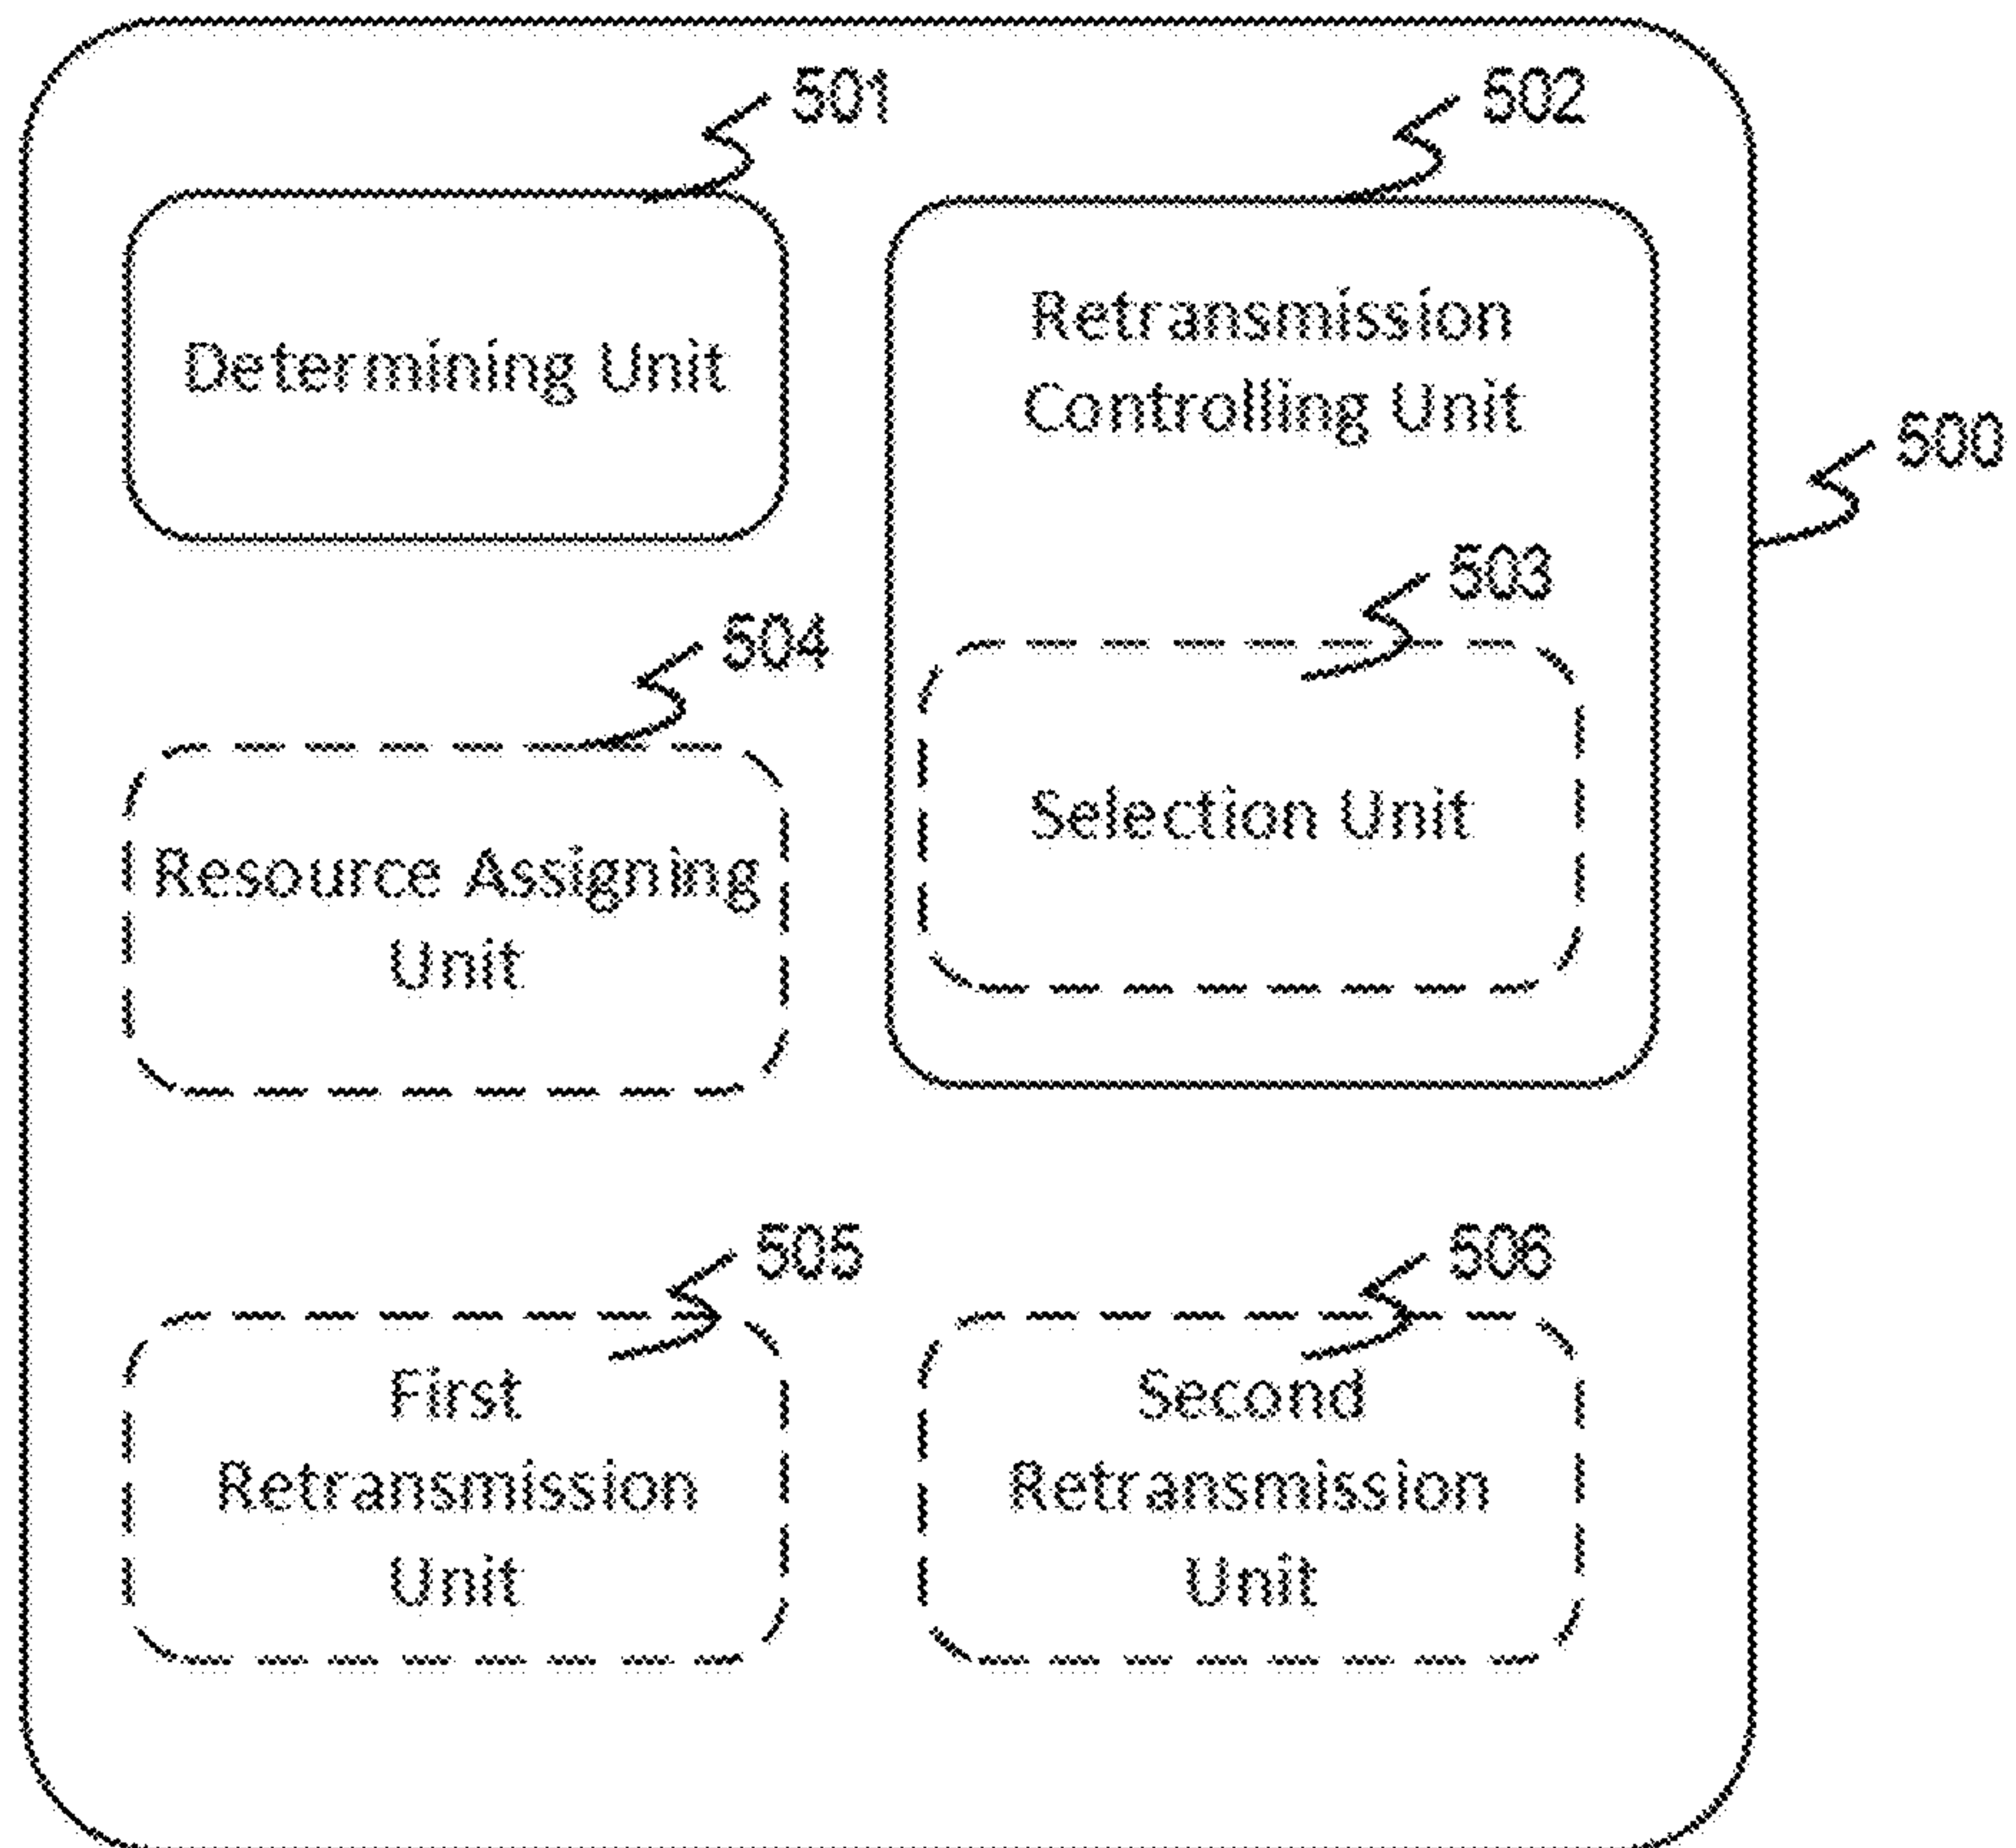 501
502
Determining Unit
Retransmission
Controlling Unit
500
503
504
Selection Unit
Resource Assigning
Unit
505
506
First
Retransmission
Unit
Second
Retransmission
Unit